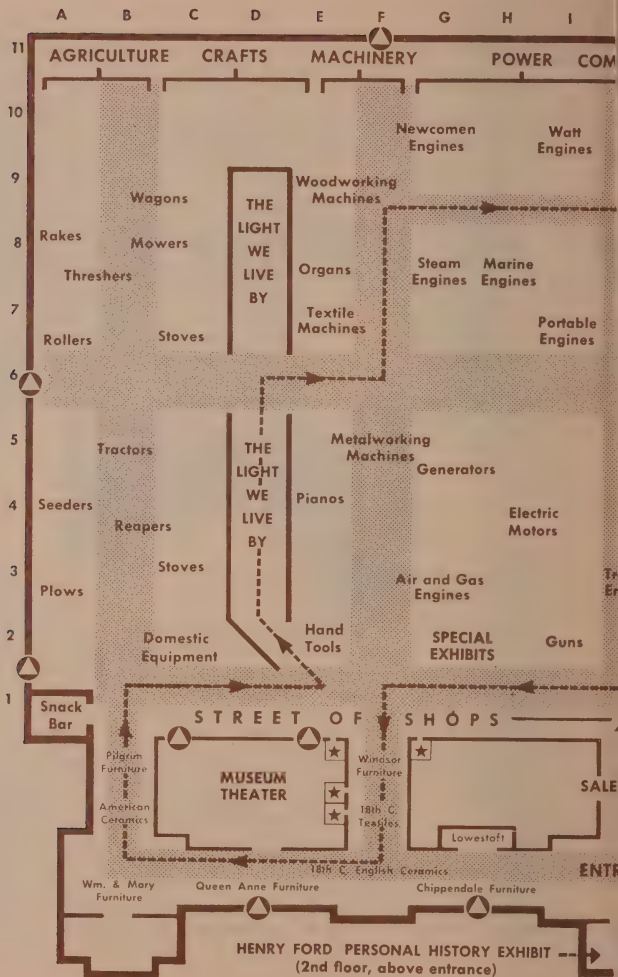 A B C D E F G H I
11
AGRICULTURE CRAFTS MACHINERY POWER COM
10
Newcomen
Engines
Watt
Engines
9
Wagons
THE
LIGHT
WE
LIVE
BY
Woodworking
Machines
8
Rakes
Mowers
Threshers
Organs
Steam
Engines
Marine
Engines
7
Rollers
Stoves
Textile
Machines
Portable
Engines
6
5
Tractors
THE
LIGHT
WE
LIVE
BY
Metalworking
Machines
Generators
4
Seeders
Reapers
Pianos
Electric
Motors
3
Plows
Stoves
Air and Gas
Engines
Tr
En
2
Domestic
Equipment
Hand
Tools
SPECIAL
EXHIBITS
Guns
1
Snack
Bar
STREET OF SHOPS
Pilgrim
Furniture
American
Ceramics
MUSEUM
THEATER
Windsor
Furniture
18th C.
Textiles
SALE
Lowestoft
18th C. English Ceramics
ENTR
Wm. & Mary
Furniture
Queen Anne Furniture
Chippendale Furniture
HENRY FORD PERSONAL HISTORY EXHIBIT
(2nd floor, above entrance)